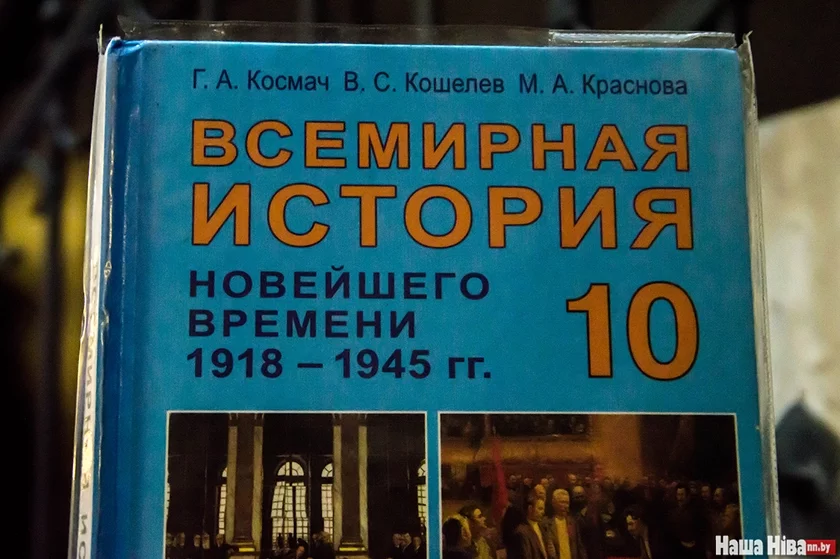 Г. А. Космач В. С. Кошелев М. А. Краснова
ВСЕМИРНАЯ
ИСТОРИЯ
НОВЕЙШЕГО
ВРЕМЕНИ
1918 – 1945 гг.
10
Наша Ніва nn.by